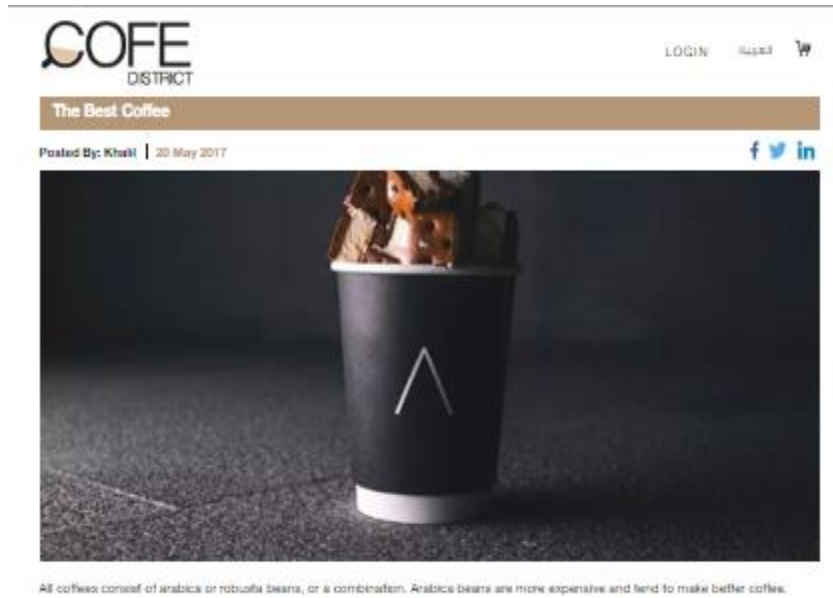 COFE
DISTRICT
LOGIN العربية
The Best Coffee
Posted By: Khalil | 20 May 2017
f in
All coffees consist of arabica or robusta beans, or a combination. Arabica beans are more expensive and tend to make better coffee.